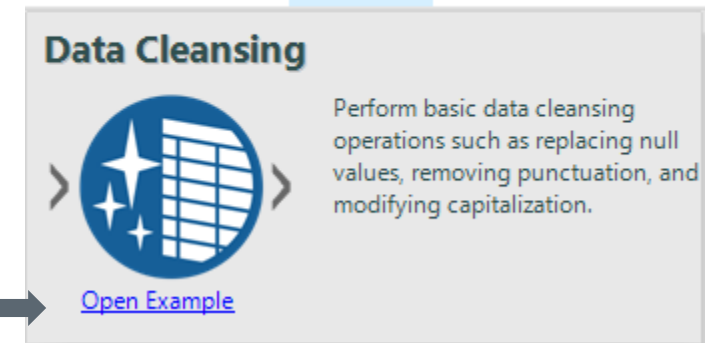 Data Cleansing
Perform basic data cleansing
operations such as replacing null
values, removing punctuation, and
modifying capitalization.
Open Example